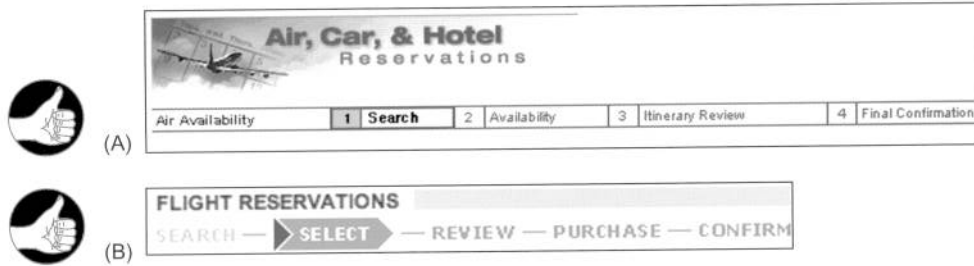 Air, Car, & Hotel
Reservations
Air Availability 1 Search 2 Availability 3 Itinerary Review 4 Final Confirmation
(A)
FLIGHT RESERVATIONS
SEARCH — SELECT — REVIEW — PURCHASE — CONFIRM
(B)